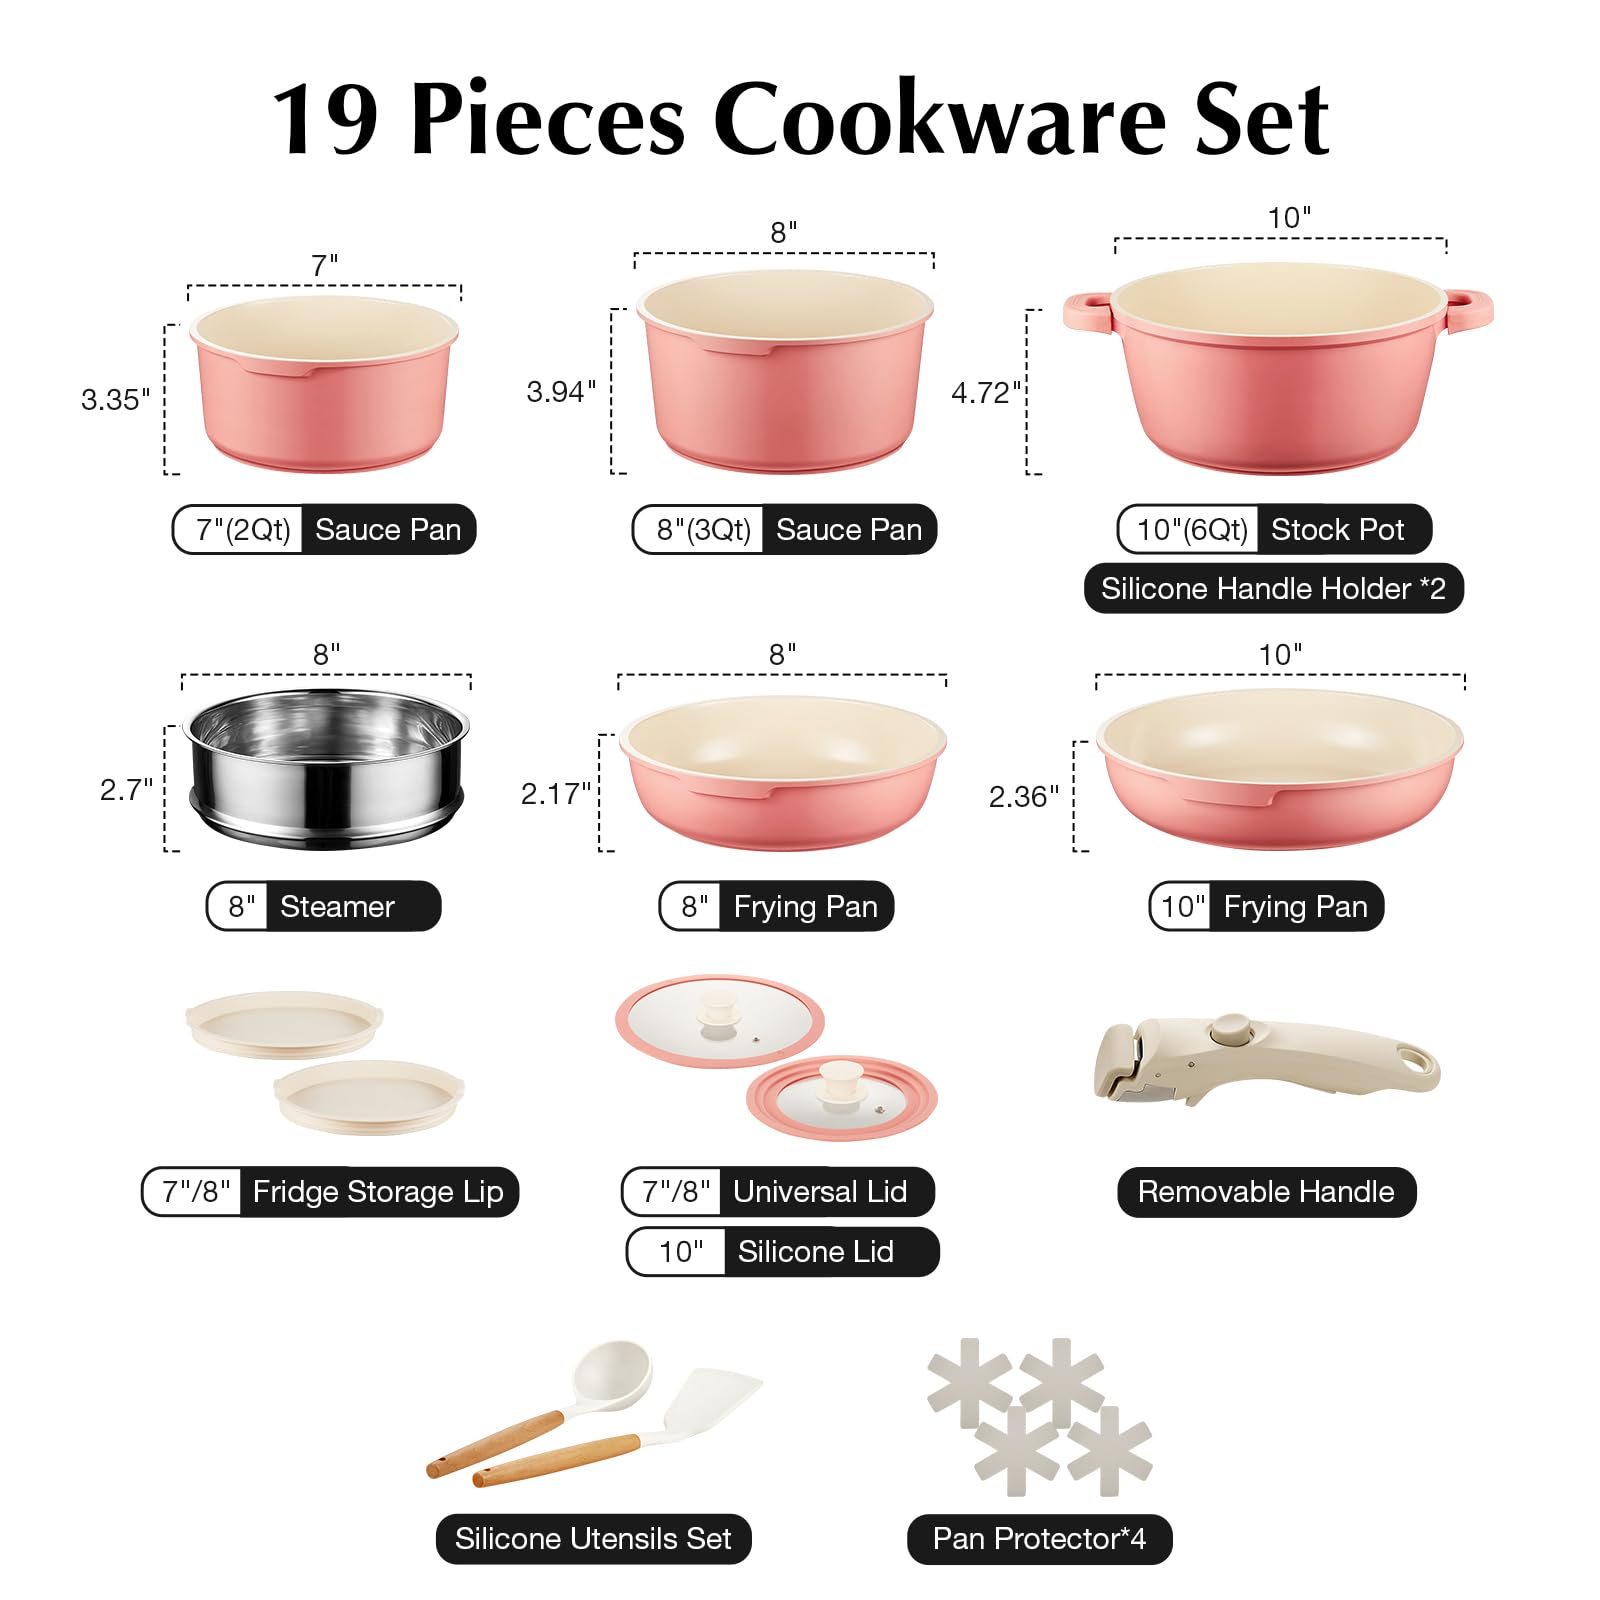 19 Pieces Cookware Set
7"
8"
10"
3.35"
3.94"
4.72"
7"(2Qt) Sauce Pan
8"(3Qt) Sauce Pan
10"(6Qt) Stock Pot
Silicone Handle Holder *2
8"
8"
10"
2.7"
2.17"
2.36"
8" Steamer
8" Frying Pan
10" Frying Pan
7"/8" Fridge Storage Lip
7"/8" Universal Lid
10" Silicone Lid
Removable Handle
Silicone Utensils Set
Pan Protector*4